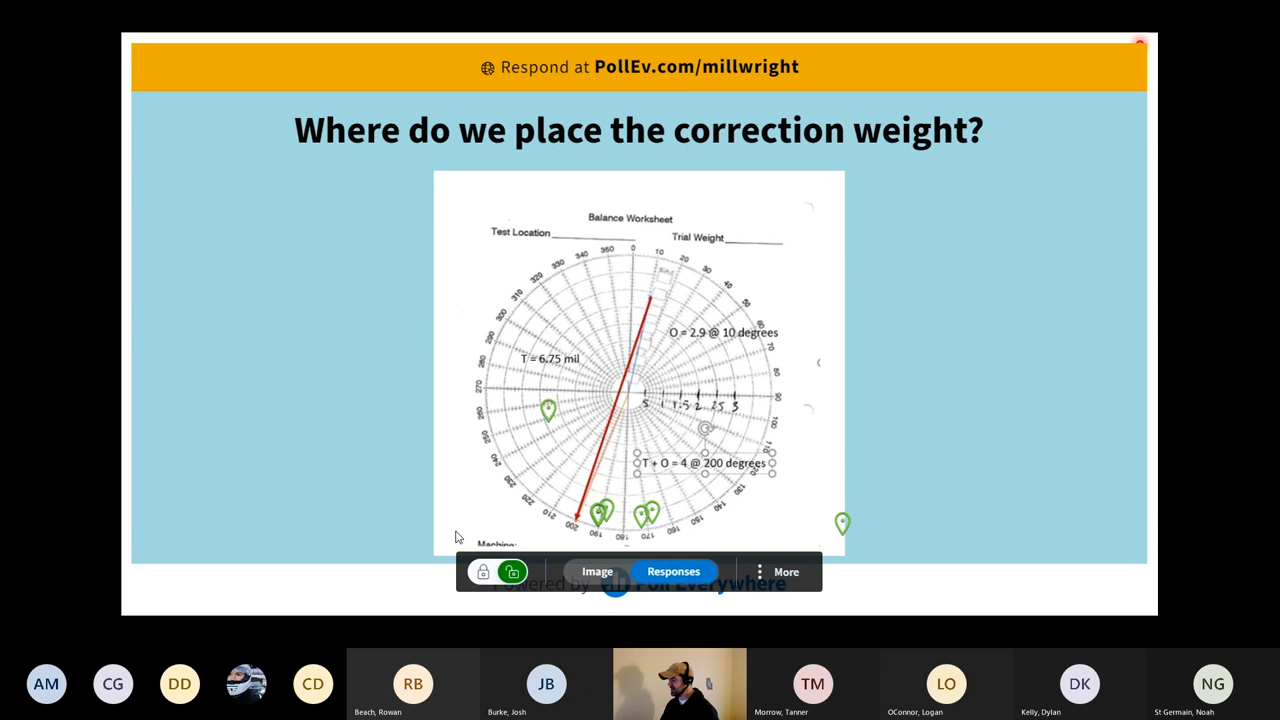 Respond at PollEv.com/millwright
Where do we place the correction weight?
Balance Worksheet
Test Location
Trial Weight
350 0 10
340 20
330 30
320 40
310 50
300 60
290 70
280 80
270 90
260 100
250 110
240 120
230 130
220 140
210 150
200 190 180 170 160
O = 2.9 @ 10 degrees
T = 6.75 mil
.5 1 1.5 2 2.5 3
T + O = 4 @ 200 degrees
Machine:
Image Responses More
Powered by Poll Everywhere
AM CG DD CD RB JB TM LO DK NG
Beach, Rowan
Burke, Josh
Morrow, Tanner
OConnor, Logan
Kelly, Dylan
St Germain, Noah